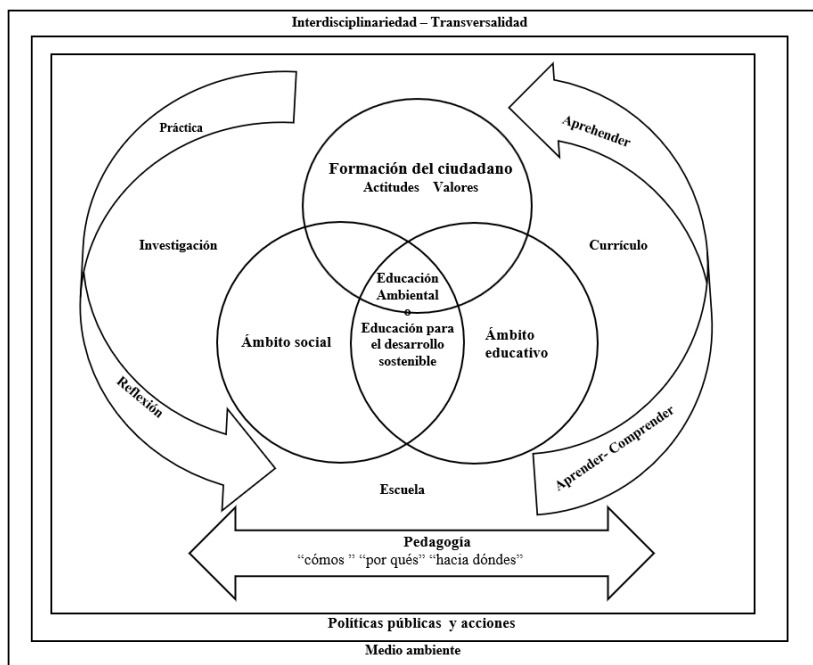 Interdisciplinariedad – Transversalidad
Práctica
Aprehender
Formación del ciudadano
Actitudes Valores
Investigación
Currículo
Educación
Ambiental
o
Educación para
el desarrollo
sostenible
Ámbito social
Ámbito
educativo
Reflexión
Aprender- Comprender
Escuela
Pedagogía
“cómos ” “por qués” “hacia dóndes”
Políticas públicas y acciones
Medio ambiente